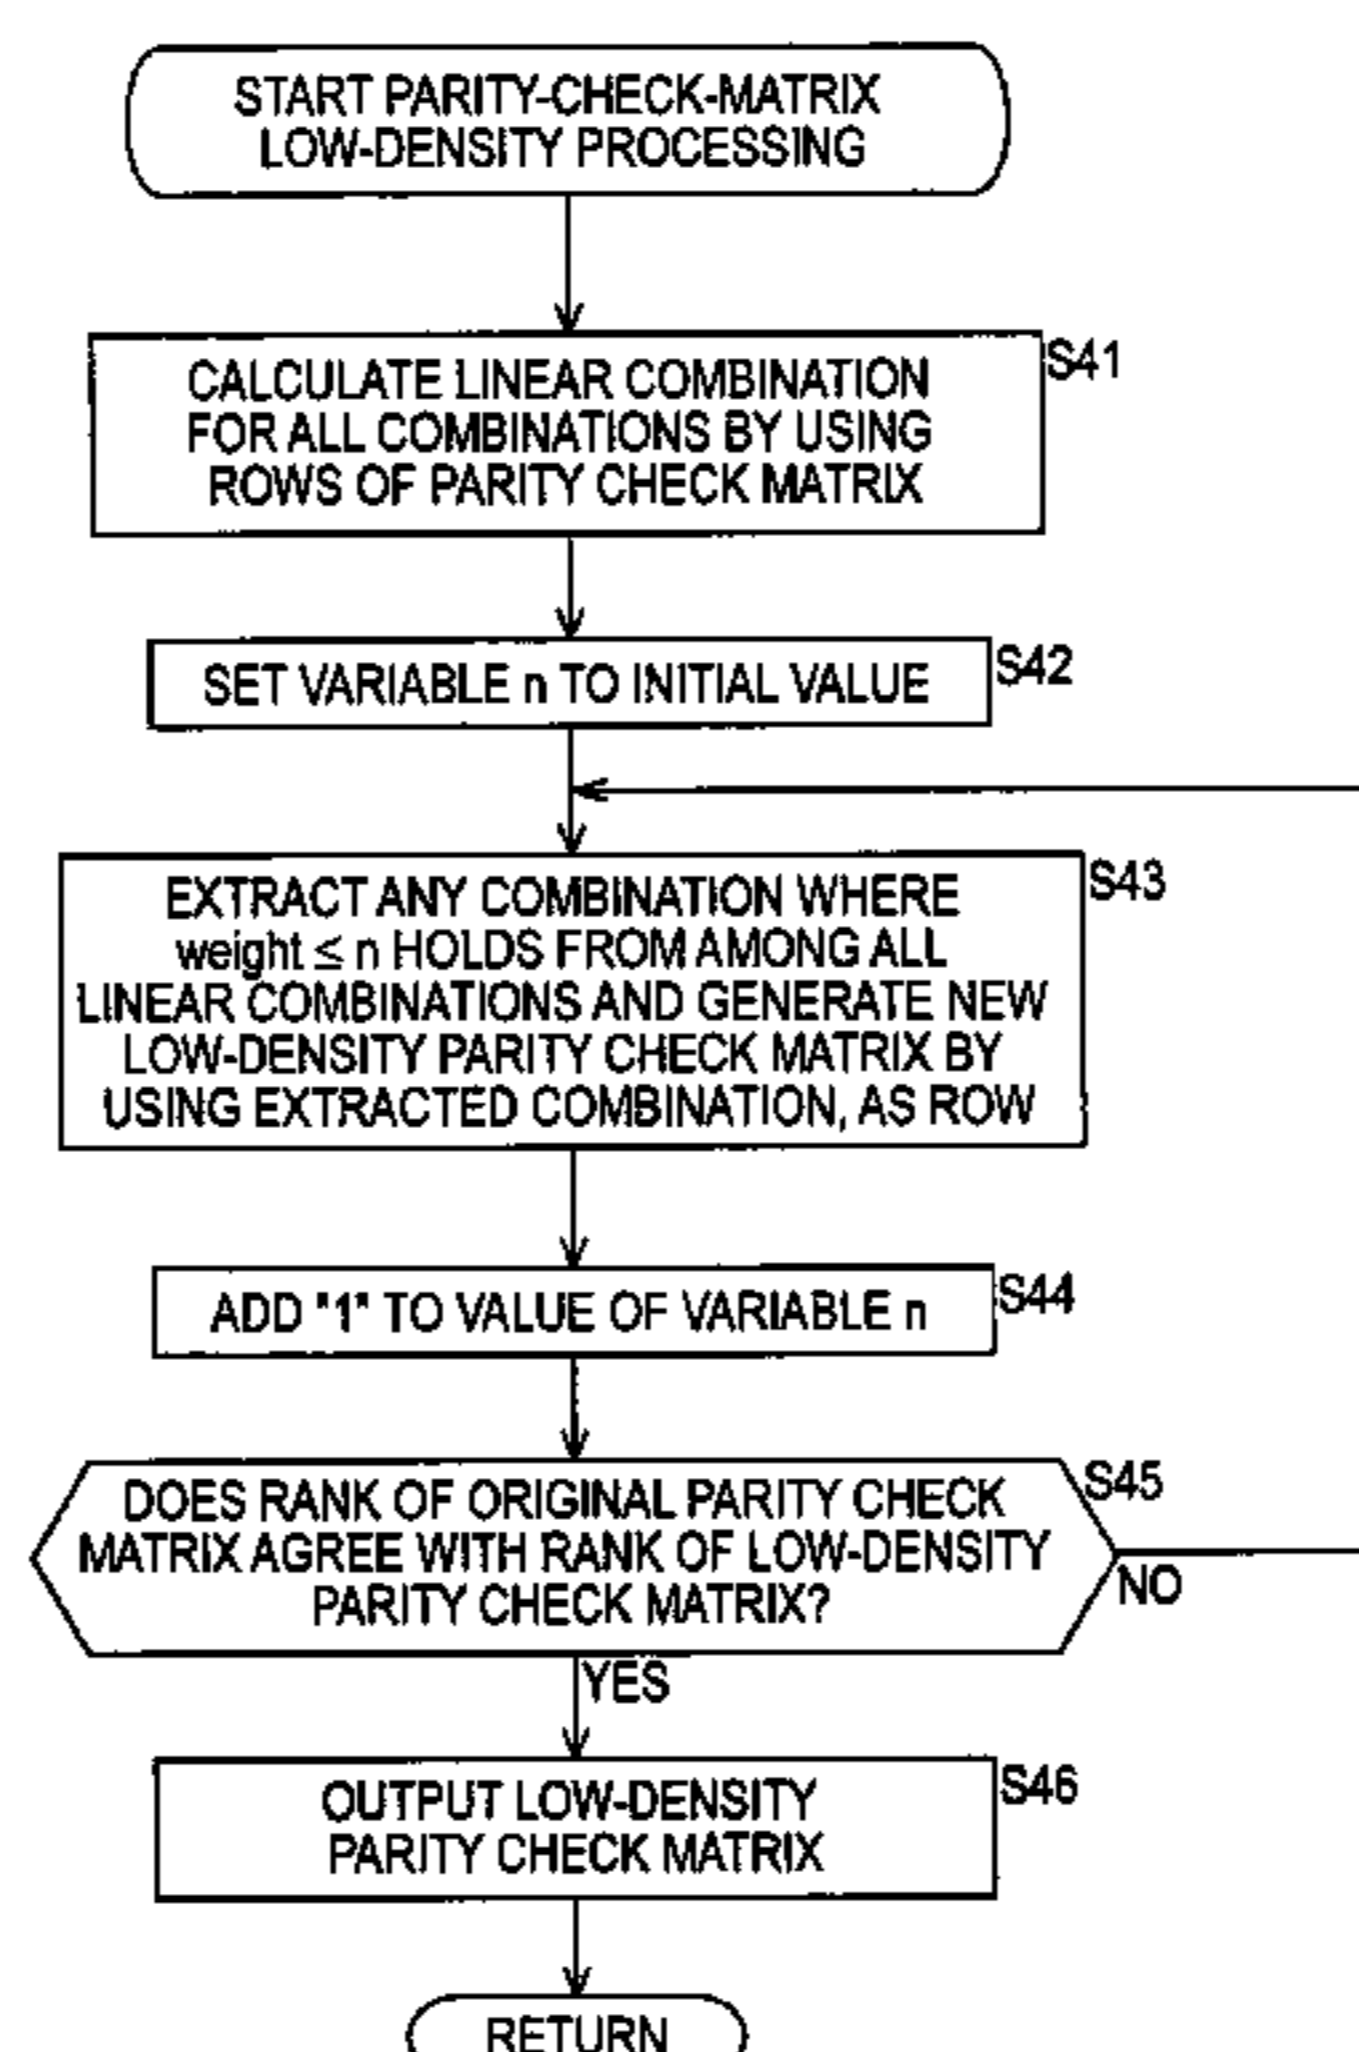 START PARITY-CHECK-MATRIX
LOW-DENSITY PROCESSING
CALCULATE LINEAR COMBINATION
FOR ALL COMBINATIONS BY USING
ROWS OF PARITY CHECK MATRIX
S41
SET VARIABLE n TO INITIAL VALUE
S42
EXTRACT ANY COMBINATION WHERE
weight ≤ n HOLDS FROM AMONG ALL
LINEAR COMBINATIONS AND GENERATE NEW
LOW-DENSITY PARITY CHECK MATRIX BY
USING EXTRACTED COMBINATION, AS ROW
S43
ADD "1" TO VALUE OF VARIABLE n
S44
DOES RANK OF ORIGINAL PARITY CHECK
MATRIX AGREE WITH RANK OF LOW-DENSITY
PARITY CHECK MATRIX?
S45
NO
YES
OUTPUT LOW-DENSITY
PARITY CHECK MATRIX
S46
RETURN